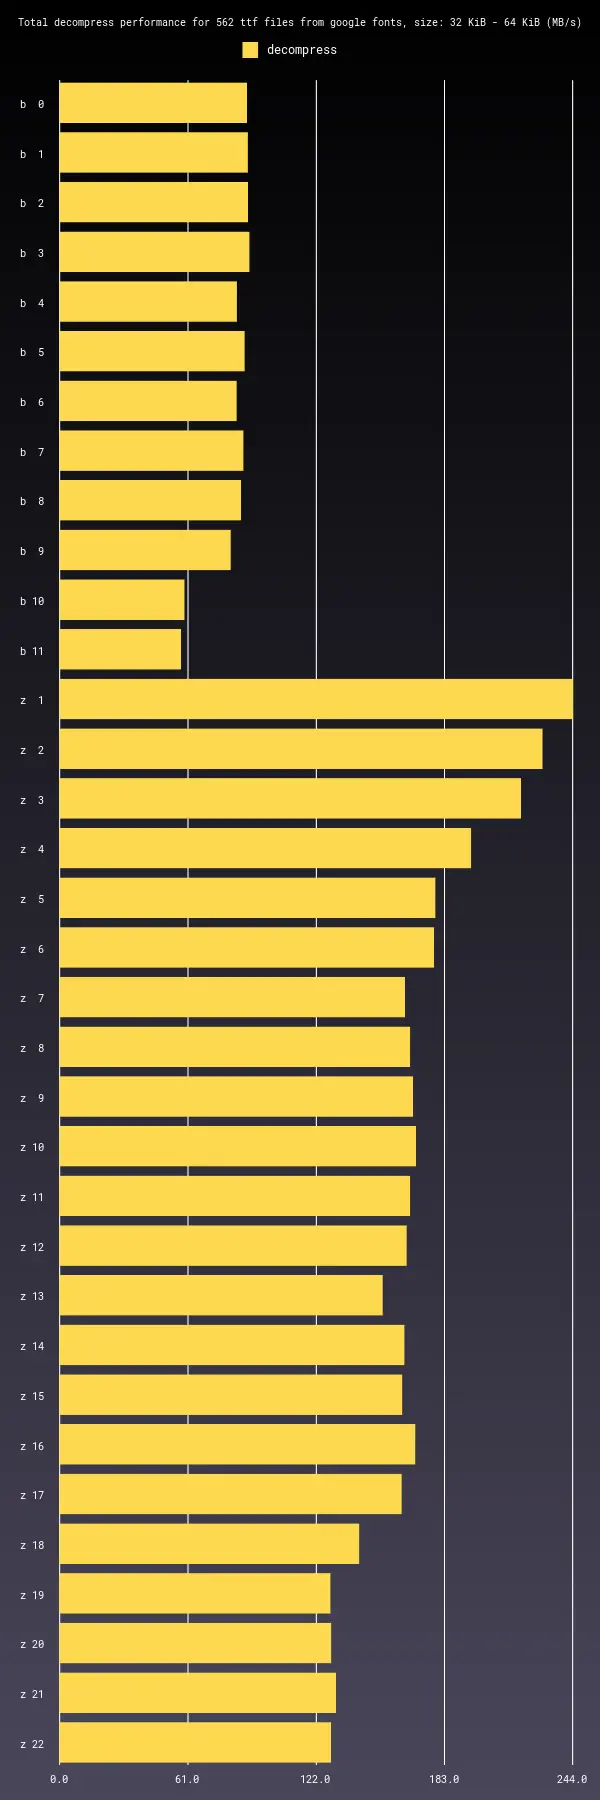 Total decompress performance for 562 ttf files from google fonts, size: 32 KiB - 64 KiB (MB/s)
decompress
b  0
b  1
b  2
b  3
b  4
b  5
b  6
b  7
b  8
b  9
b 10
b 11
z  1
z  2
z  3
z  4
z  5
z  6
z  7
z  8
z  9
z 10
z 11
z 12
z 13
z 14
z 15
z 16
z 17
z 18
z 19
z 20
z 21
z 22
0.0 61.0 122.0 183.0 244.0